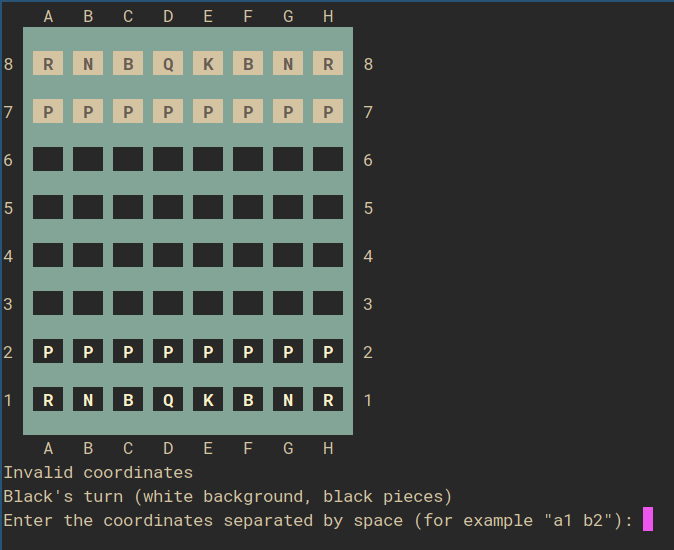 A B C D E F G H
8 R N B Q K B N R 8
7 P P P P P P P P 7
6 6
5 5
4 4
3 3
2 P P P P P P P P 2
1 R N B Q K B N R 1
A B C D E F G H
Invalid coordinates
Black's turn (white background, black pieces)
Enter the coordinates separated by space (for example "a1 b2"):